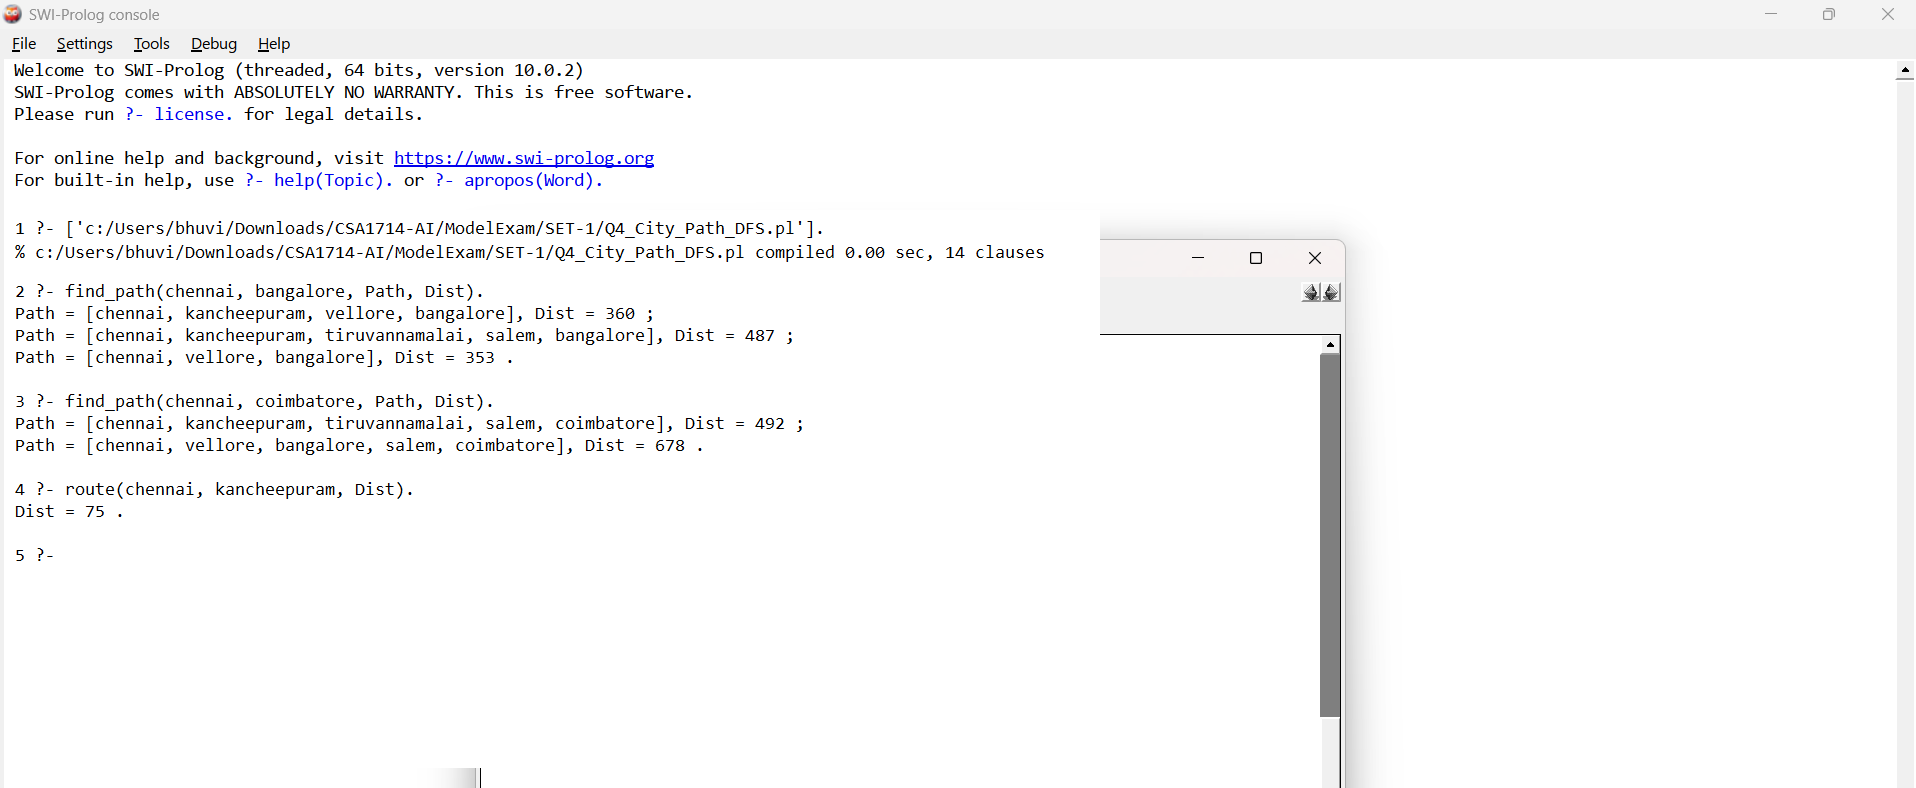 SWI-Prolog console
File Settings Tools Debug Help
Welcome to SWI-Prolog (threaded, 64 bits, version 10.0.2)
SWI-Prolog comes with ABSOLUTELY NO WARRANTY. This is free software.
Please run ?- license. for legal details.
For online help and background, visit https://www.swi-prolog.org
For built-in help, use ?- help(Topic). or ?- apropos(Word).
1 ?- ['c:/Users/bhuvi/Downloads/CSA1714-AI/ModelExam/SET-1/Q4_City_Path_DFS.pl'].
% c:/Users/bhuvi/Downloads/CSA1714-AI/ModelExam/SET-1/Q4_City_Path_DFS.pl compiled 0.00 sec, 14 clauses
2 ?- find_path(chennai, bangalore, Path, Dist).
Path = [chennai, kancheepuram, vellore, bangalore], Dist = 360 ;
Path = [chennai, kancheepuram, tiruvannamalai, salem, bangalore], Dist = 487 ;
Path = [chennai, vellore, bangalore], Dist = 353 .
3 ?- find_path(chennai, coimbatore, Path, Dist).
Path = [chennai, kancheepuram, tiruvannamalai, salem, coimbatore], Dist = 492 ;
Path = [chennai, vellore, bangalore, salem, coimbatore], Dist = 678 .
4 ?- route(chennai, kancheepuram, Dist).
Dist = 75 .
5 ?-